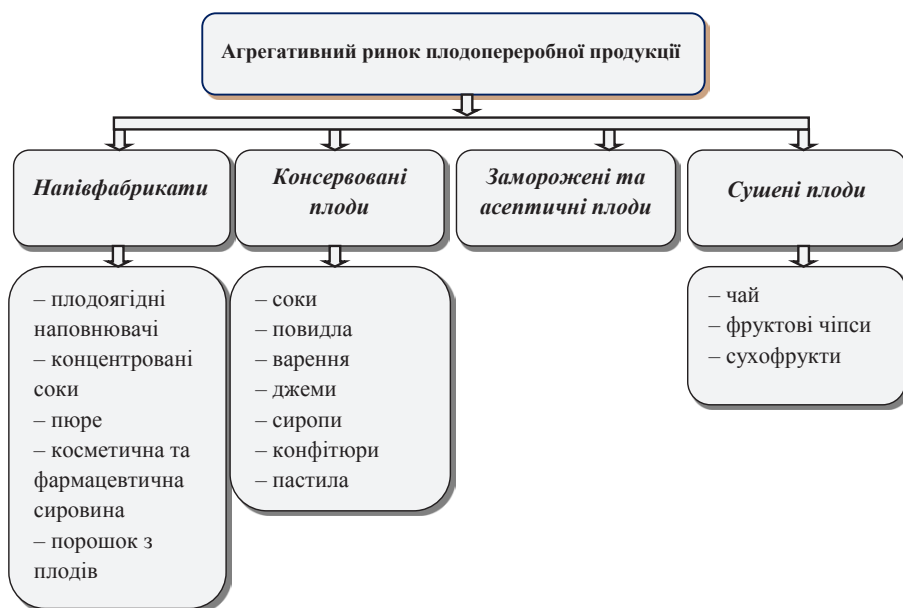 Агрегативний ринок плодопереробної продукції
Напівфабрикати
Консервовані
плоди
Заморожені та
асептичні плоди
Сушені плоди
– плодоягідні
наповнювачі
– концентровані
соки
– пюре
– косметична та
фармацевтична
сировина
– порошок з
плодів
– соки
– повидла
– варення
– джеми
– сиропи
– конфітюри
– пастила
– чай
– фруктові чіпси
– сухофрукти